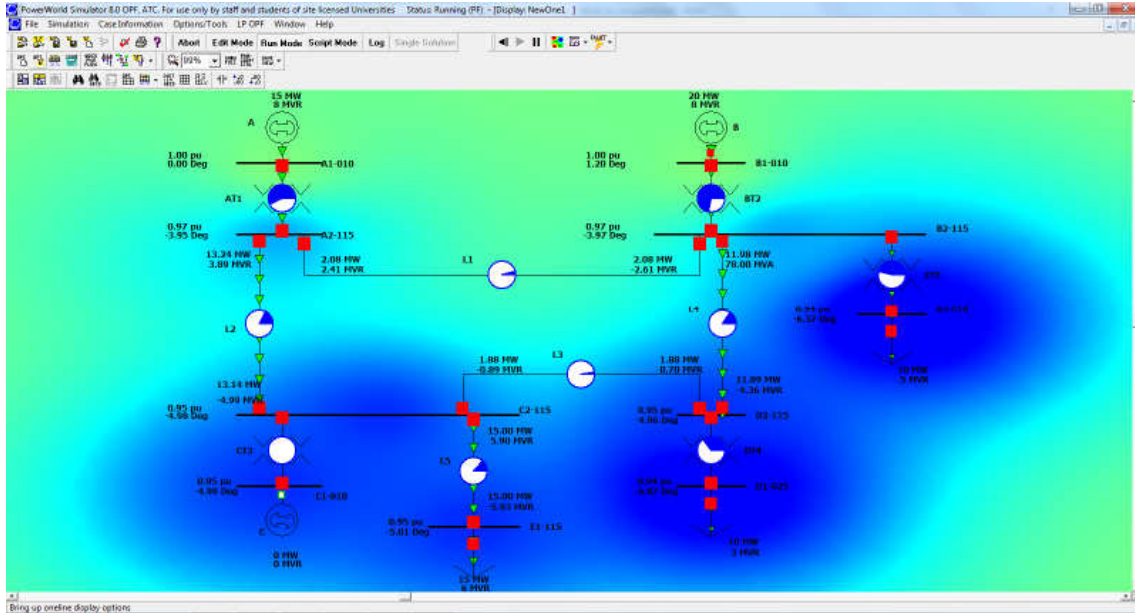 PowerWorld Simulator 8.0 OPF, ATC. For use only by staff and students of site licensed Universities   Status: Running (PF) - [Display: NewOne1 ]
File Simulation Case Information Options/Tools LP OPF Window Help
Abort Edit Mode Run Mode Script Mode Log Single Solution
99%
15 MW
8 MVR
A
20 MW
8 MVR
B
1.00 pu
0.00 Deg
A1-010
1.00 pu
1.20 Deg
B1-010
AT1
BT2
0.97 pu
-3.95 Deg
A2-115
0.97 pu
-3.97 Deg
B2-115
13.24 MW
3.89 MVR
2.08 MW
2.41 MVR
L1
2.08 MW
-2.61 MVR
11.98 MW
78.00 MVA
L2
L4
0.94 pu
1.88 MW
-0.89 MVR
L3
1.88 MW
0.70 MVR
10 MW
5 MVR
13.14 MW
-4.99 MVR
11.89 MW
-4.36 MVR
0.95 pu
-4.98 Deg
C2-115
0.95 pu
-4.96 Deg
D2-115
CT3
15.00 MW
5.90 MVR
L5
0.95 pu
-4.99 Deg
C1-010
15.00 MW
-5.93 MVR
D1-025
C
0.95 pu
-5.01 Deg
E1-115
0 MW
0 MVR
15 MW
6 MVR
10 MW
3 MVR
Bring up oneline display options